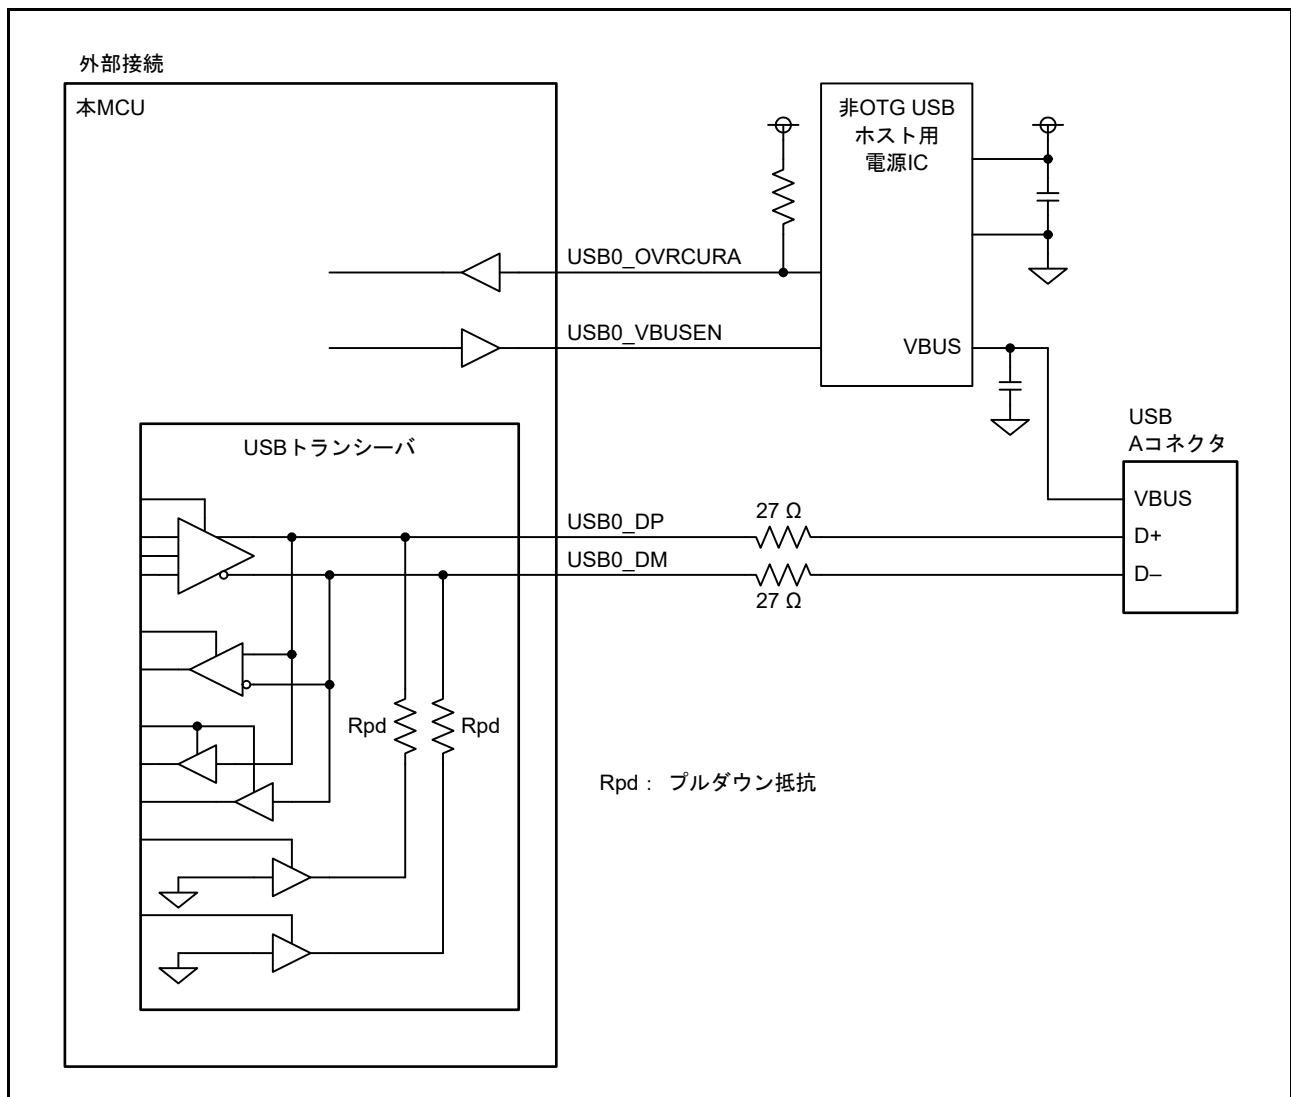 外部接続
本MCU
非OTG USB
ホスト用
電源IC
USB0_OVRCURA
USB0_VBUSEN
VBUS
USB
Aコネクタ
USBトランシーバ
VBUS
27 Ω
USB0_DP
D+
USB0_DM
D–
27 Ω
Rpd
Rpd
Rpd： プルダウン抵抗